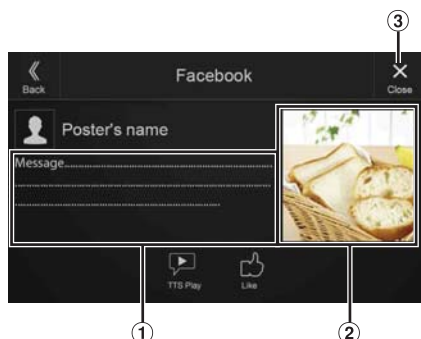 ③
Back
Facebook
Close
Poster's name
Message
TTS Play
Like
①
②